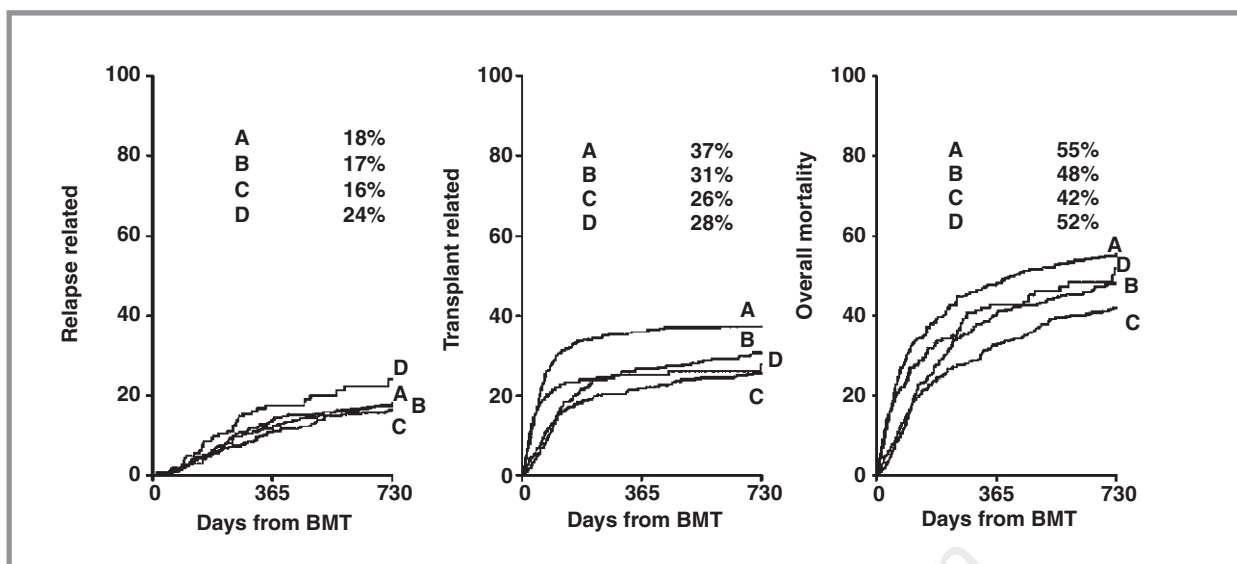 Relapse related
100
80
60
40
20
0
A 18%
B 17%
C 16%
D 24%
D
A
B
C
0 365 730
Days from BMT
Transplant related
100
80
60
40
20
0
A 37%
B 31%
C 26%
D 28%
A
B
D
C
0 365 730
Days from BMT
Overall mortality
100
80
60
40
20
0
A 55%
B 48%
C 42%
D 52%
A
D
B
C
0 365 730
Days from BMT